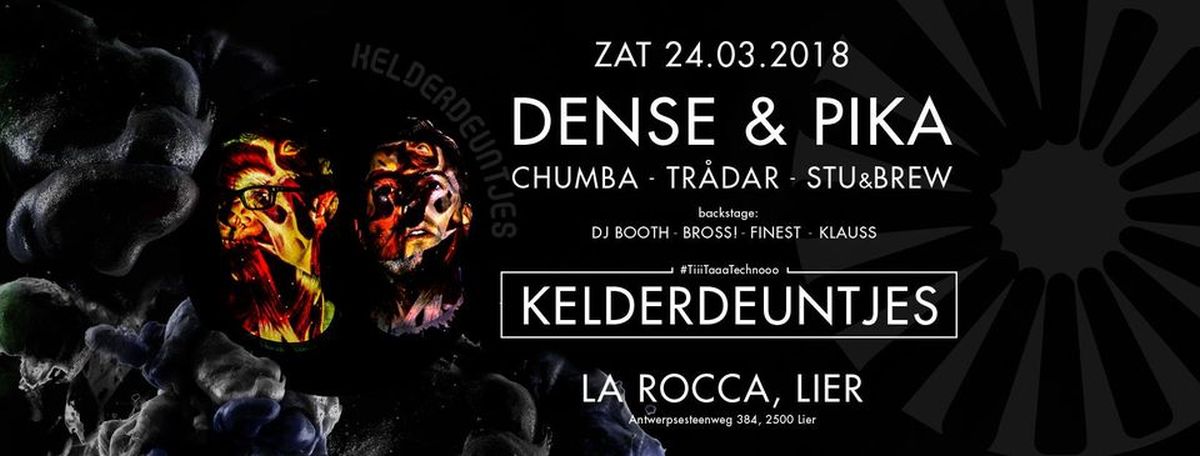 KELDERDEUNTJES
ZAT 24.03.2018
DENSE & PIKA
CHUMBA - TRÅDAR - STU&BREW
backstage:
DJ BOOTH - BROSS! - FINEST - KLAUSS
#TiiiTaaaTechnooo
KELDERDEUNTJES
LA ROCCA, LIER
Antwerpsesteenweg 384, 2500 Lier